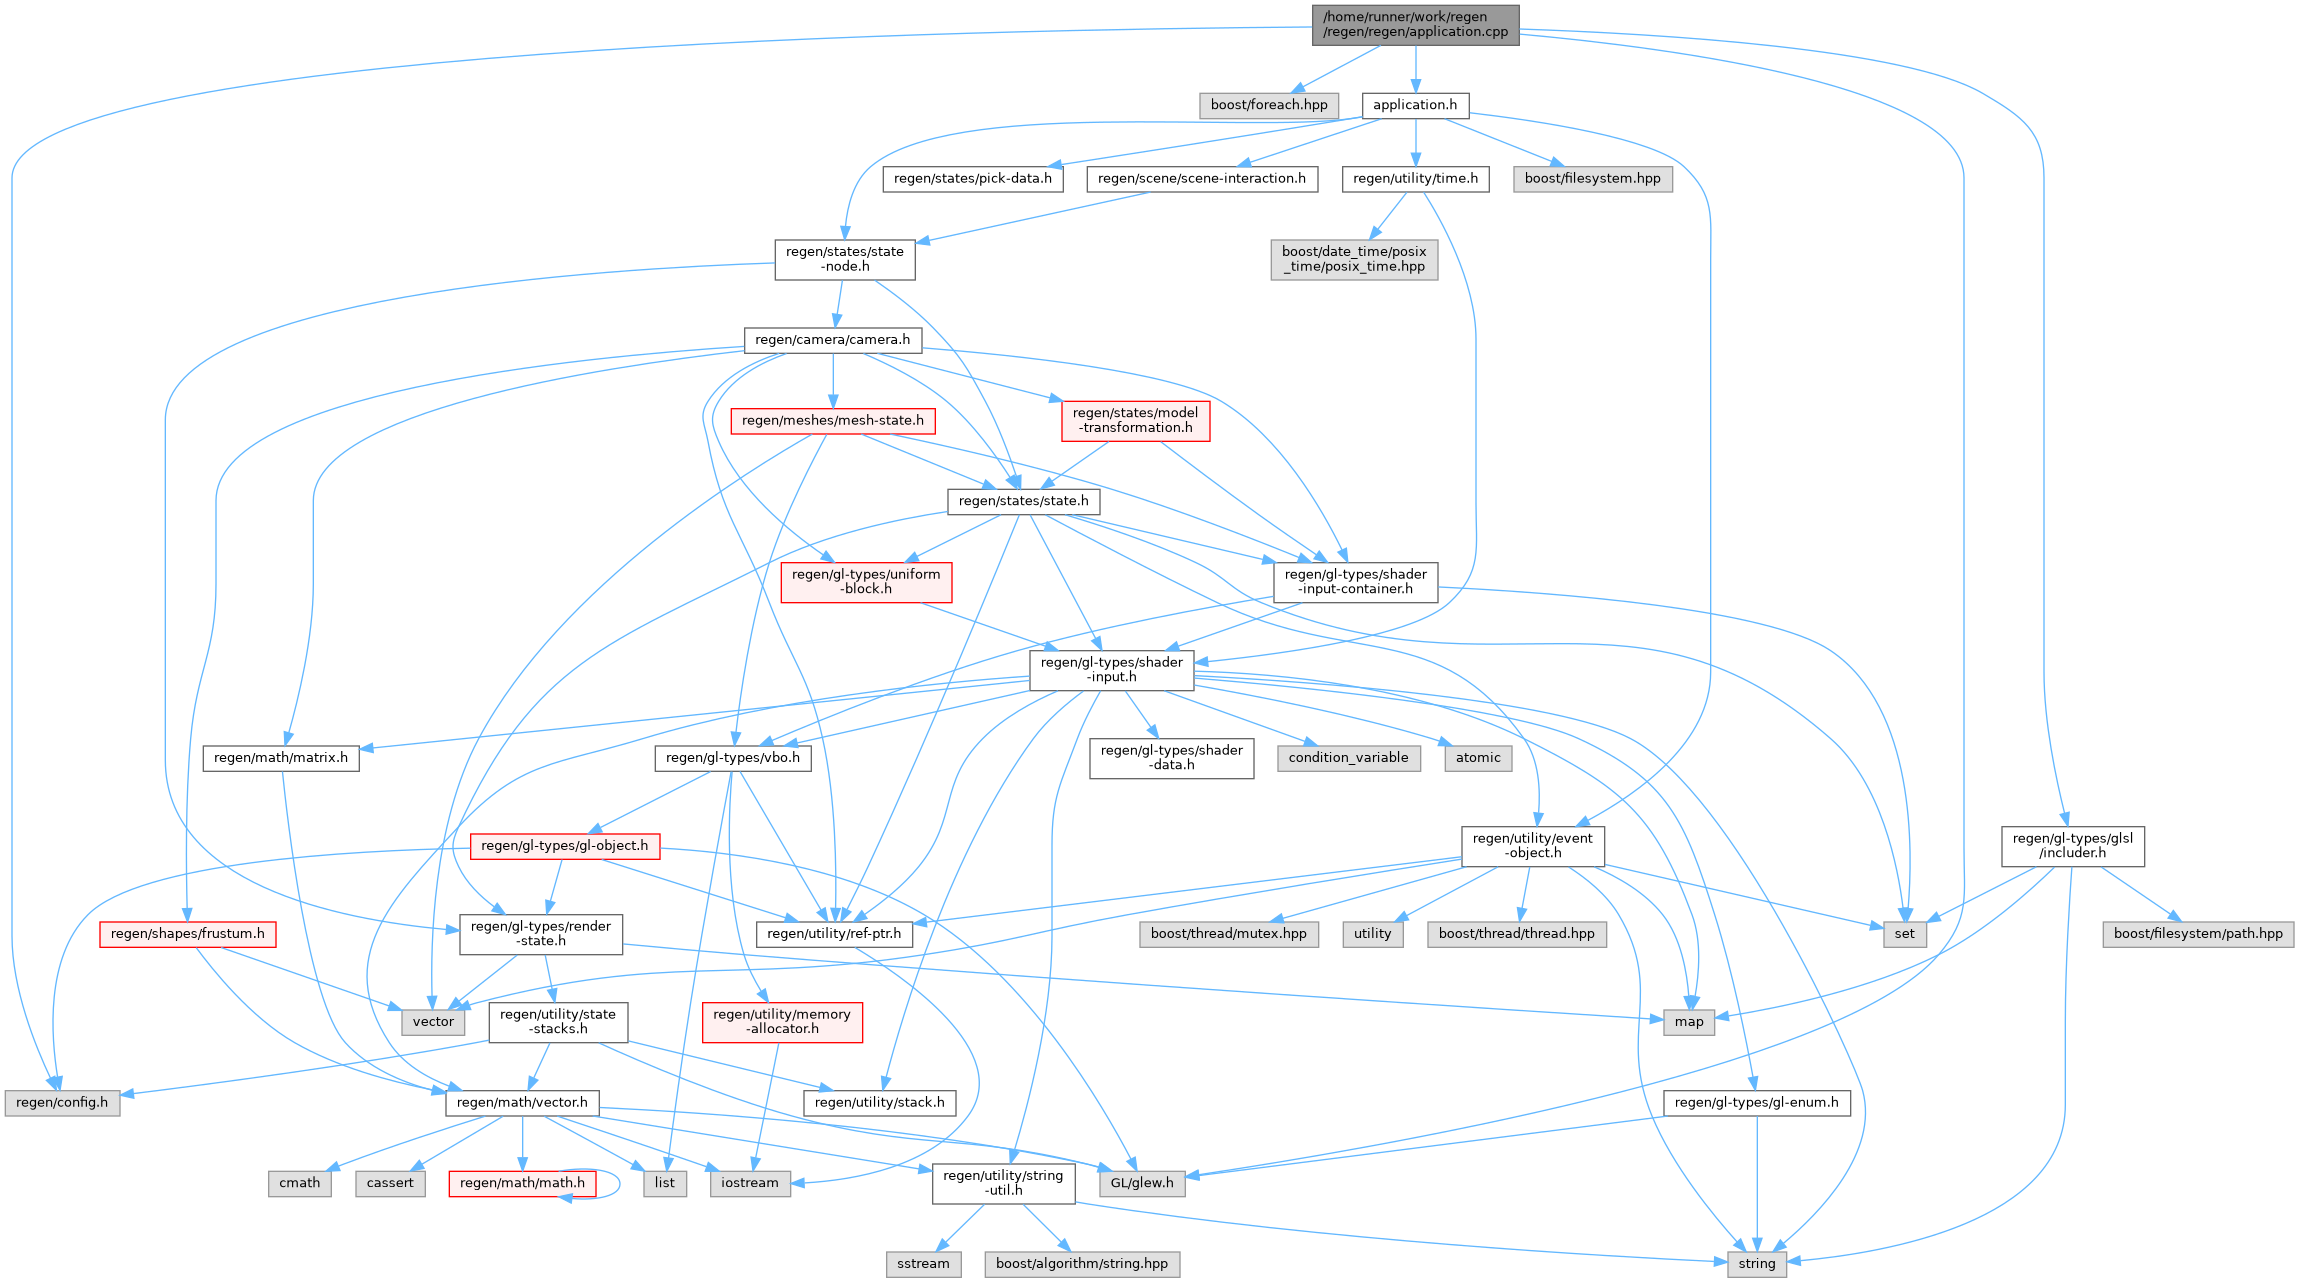 /home/runner/work/regen
/regen/regen/application.cpp
boost/foreach.hpp
application.h
regen/states/pick-data.h
regen/scene/scene-interaction.h
regen/utility/time.h
boost/filesystem.hpp
regen/states/state
-node.h
boost/date_time/posix
_time/posix_time.hpp
regen/camera/camera.h
regen/meshes/mesh-state.h
regen/states/model
-transformation.h
regen/states/state.h
regen/gl-types/uniform
-block.h
regen/gl-types/shader
-input-container.h
regen/gl-types/shader
-input.h
regen/math/matrix.h
regen/gl-types/vbo.h
regen/gl-types/shader
-data.h
condition_variable
atomic
regen/gl-types/gl-object.h
regen/utility/event
-object.h
regen/gl-types/glsl
/includer.h
regen/shapes/frustum.h
regen/gl-types/render
-state.h
regen/utility/ref-ptr.h
boost/thread/mutex.hpp
utility
boost/thread/thread.hpp
set
boost/filesystem/path.hpp
vector
regen/utility/state
-stacks.h
regen/utility/memory
-allocator.h
map
regen/config.h
regen/math/vector.h
regen/utility/stack.h
regen/gl-types/gl-enum.h
cmath
cassert
regen/math/math.h
list
iostream
regen/utility/string
-util.h
GL/glew.h
sstream
boost/algorithm/string.hpp
string